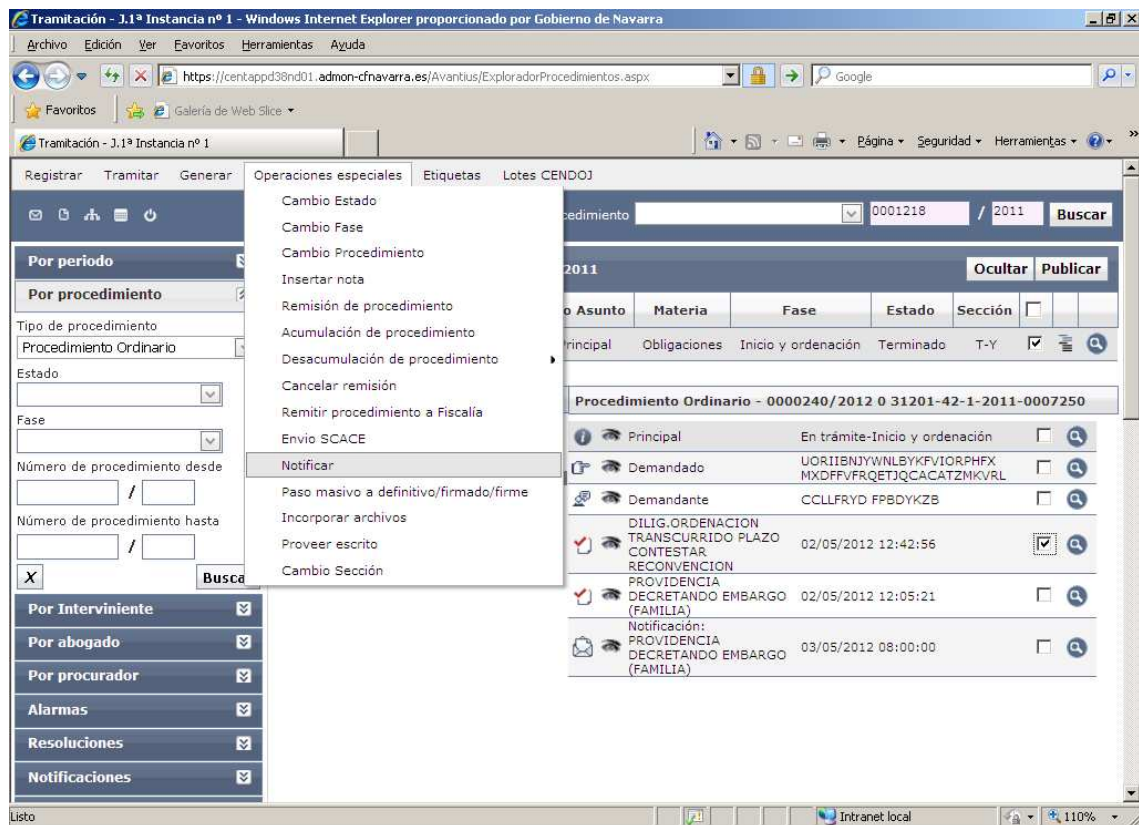 Tramitación - J.1ª Instancia nº 1 - Windows Internet Explorer proporcionado por Gobierno de Navarra
Archivo Edición Ver Favoritos Herramientas Ayuda
https://centappd38nd01.admon-cfnavarra.es/Avantius/ExploradorProcedimientos.aspx Google
Favoritos Galería de Web Slice
Tramitación - J.1ª Instancia nº 1 Página Seguridad Herramientas »
Registrar Tramitar Generar Operaciones especiales Etiquetas Lotes CENDOJ
cedimiento 0001218 / 2011 Buscar
Cambio Estado
Cambio Fase
Cambio Procedimiento
Insertar nota
Remisión de procedimiento
Acumulación de procedimiento
Desacumulación de procedimiento
Cancelar remisión
Remitir procedimiento a Fiscalía
Envio SCACE
Notificar
Paso masivo a definitivo/firmado/firme
Incorporar archivos
Proveer escrito
Cambio Sección
Por periodo
Por procedimiento
Tipo de procedimiento
Procedimiento Ordinario
Estado
Fase
Número de procedimiento desde
/
Número de procedimiento hasta
/
X Busca
Por Interviniente
Por abogado
Por procurador
Alarmas
Resoluciones
Notificaciones
2011 Ocultar Publicar
o Asunto Materia Fase Estado Sección
rincipal Obligaciones Inicio y ordenación Terminado T-Y
Procedimiento Ordinario - 0000240/2012 0 31201-42-1-2011-0007250
Principal En trámite-Inicio y ordenación
Demandado UORIIBNJYWNLBYKFVIORPHFX
MXDFFVFRQETJQCACATZMKVRL
Demandante CCLLFRYD FPBDYKZB
DILIG.ORDENACION
TRANSCURRIDO PLAZO
CONTESTAR
RECONVENCION
02/05/2012 12:42:56
PROVIDENCIA
DECRETANDO EMBARGO
(FAMILIA)
02/05/2012 12:05:21
Notificación:
PROVIDENCIA
DECRETANDO EMBARGO
(FAMILIA)
03/05/2012 08:00:00
Listo Intranet local 110%